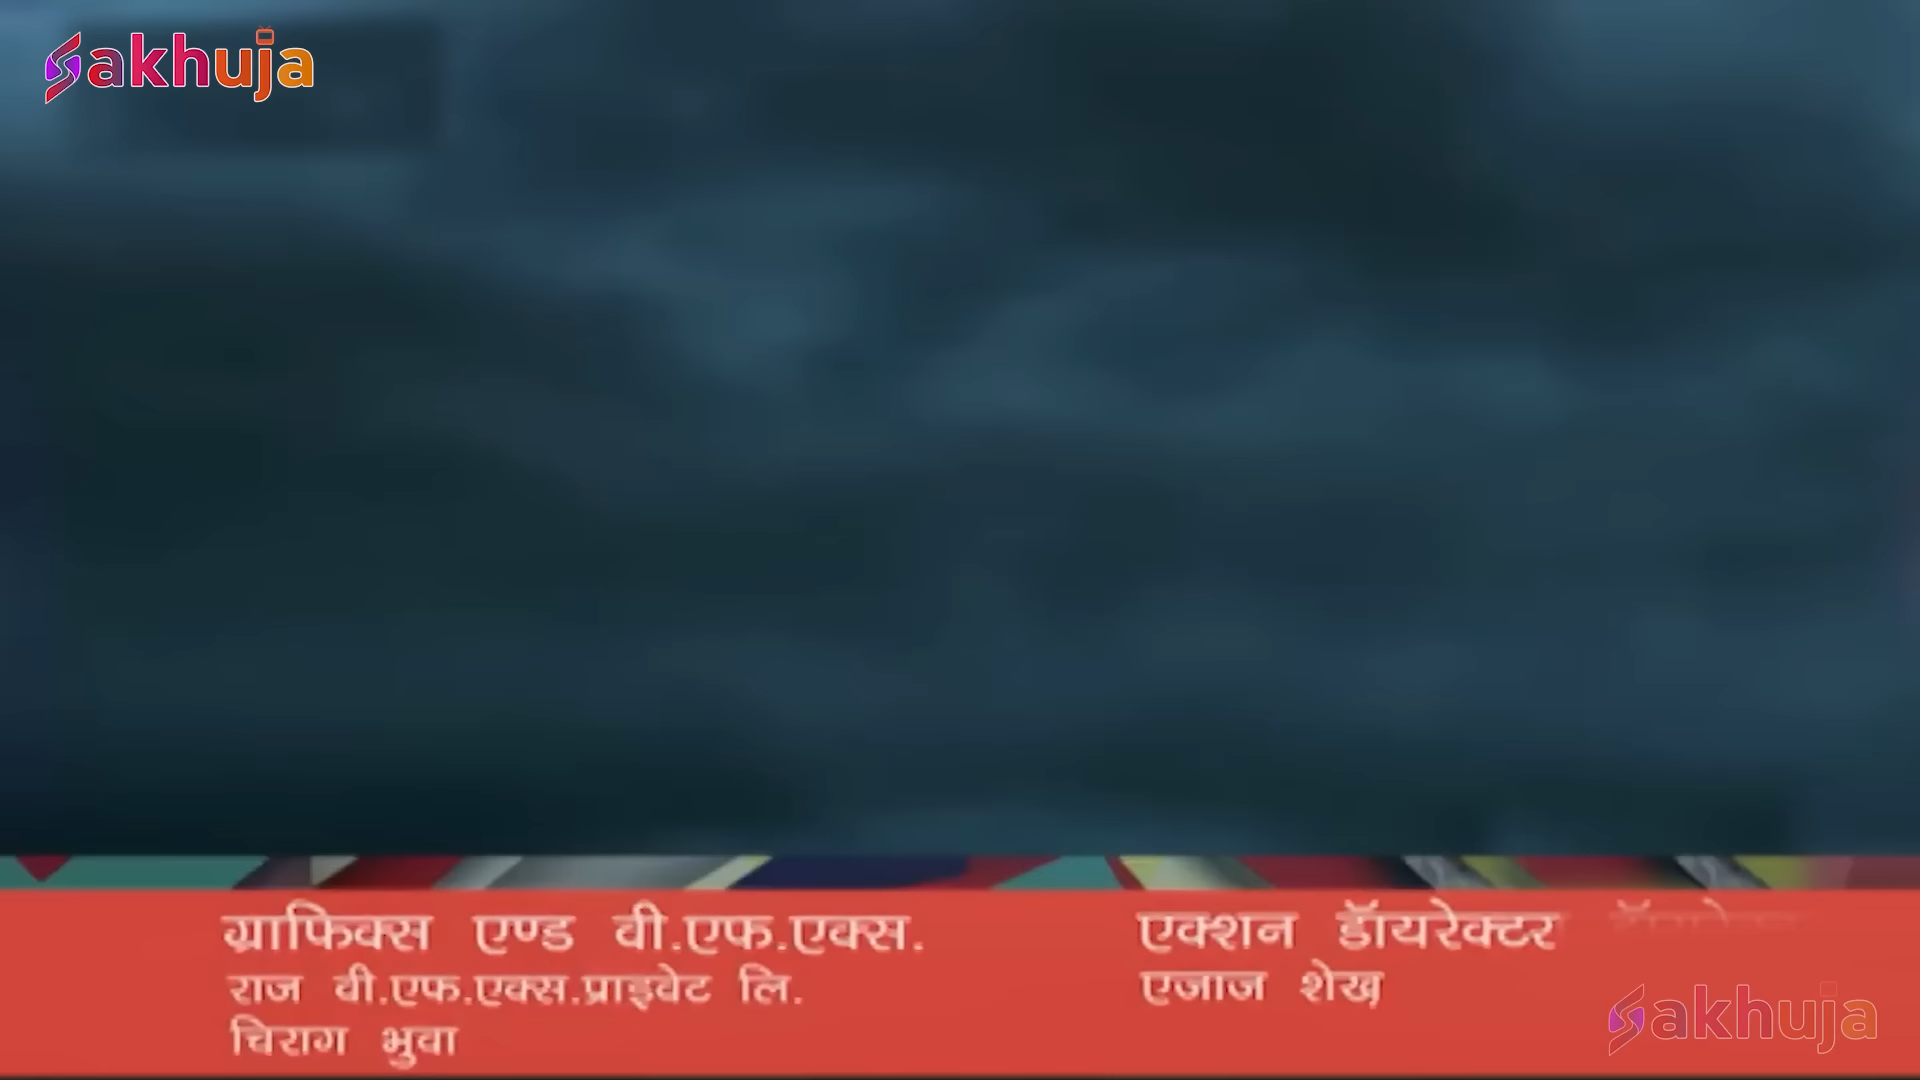 Sakhuja
ग्राफिक्स एण्ड वी.एफ.एक्स.
राज वी.एफ.एक्स.प्राइवेट लि.
चिराग भुवा
एक्शन डॅायरेक्टर
एजाज शेख़
Sakhuja